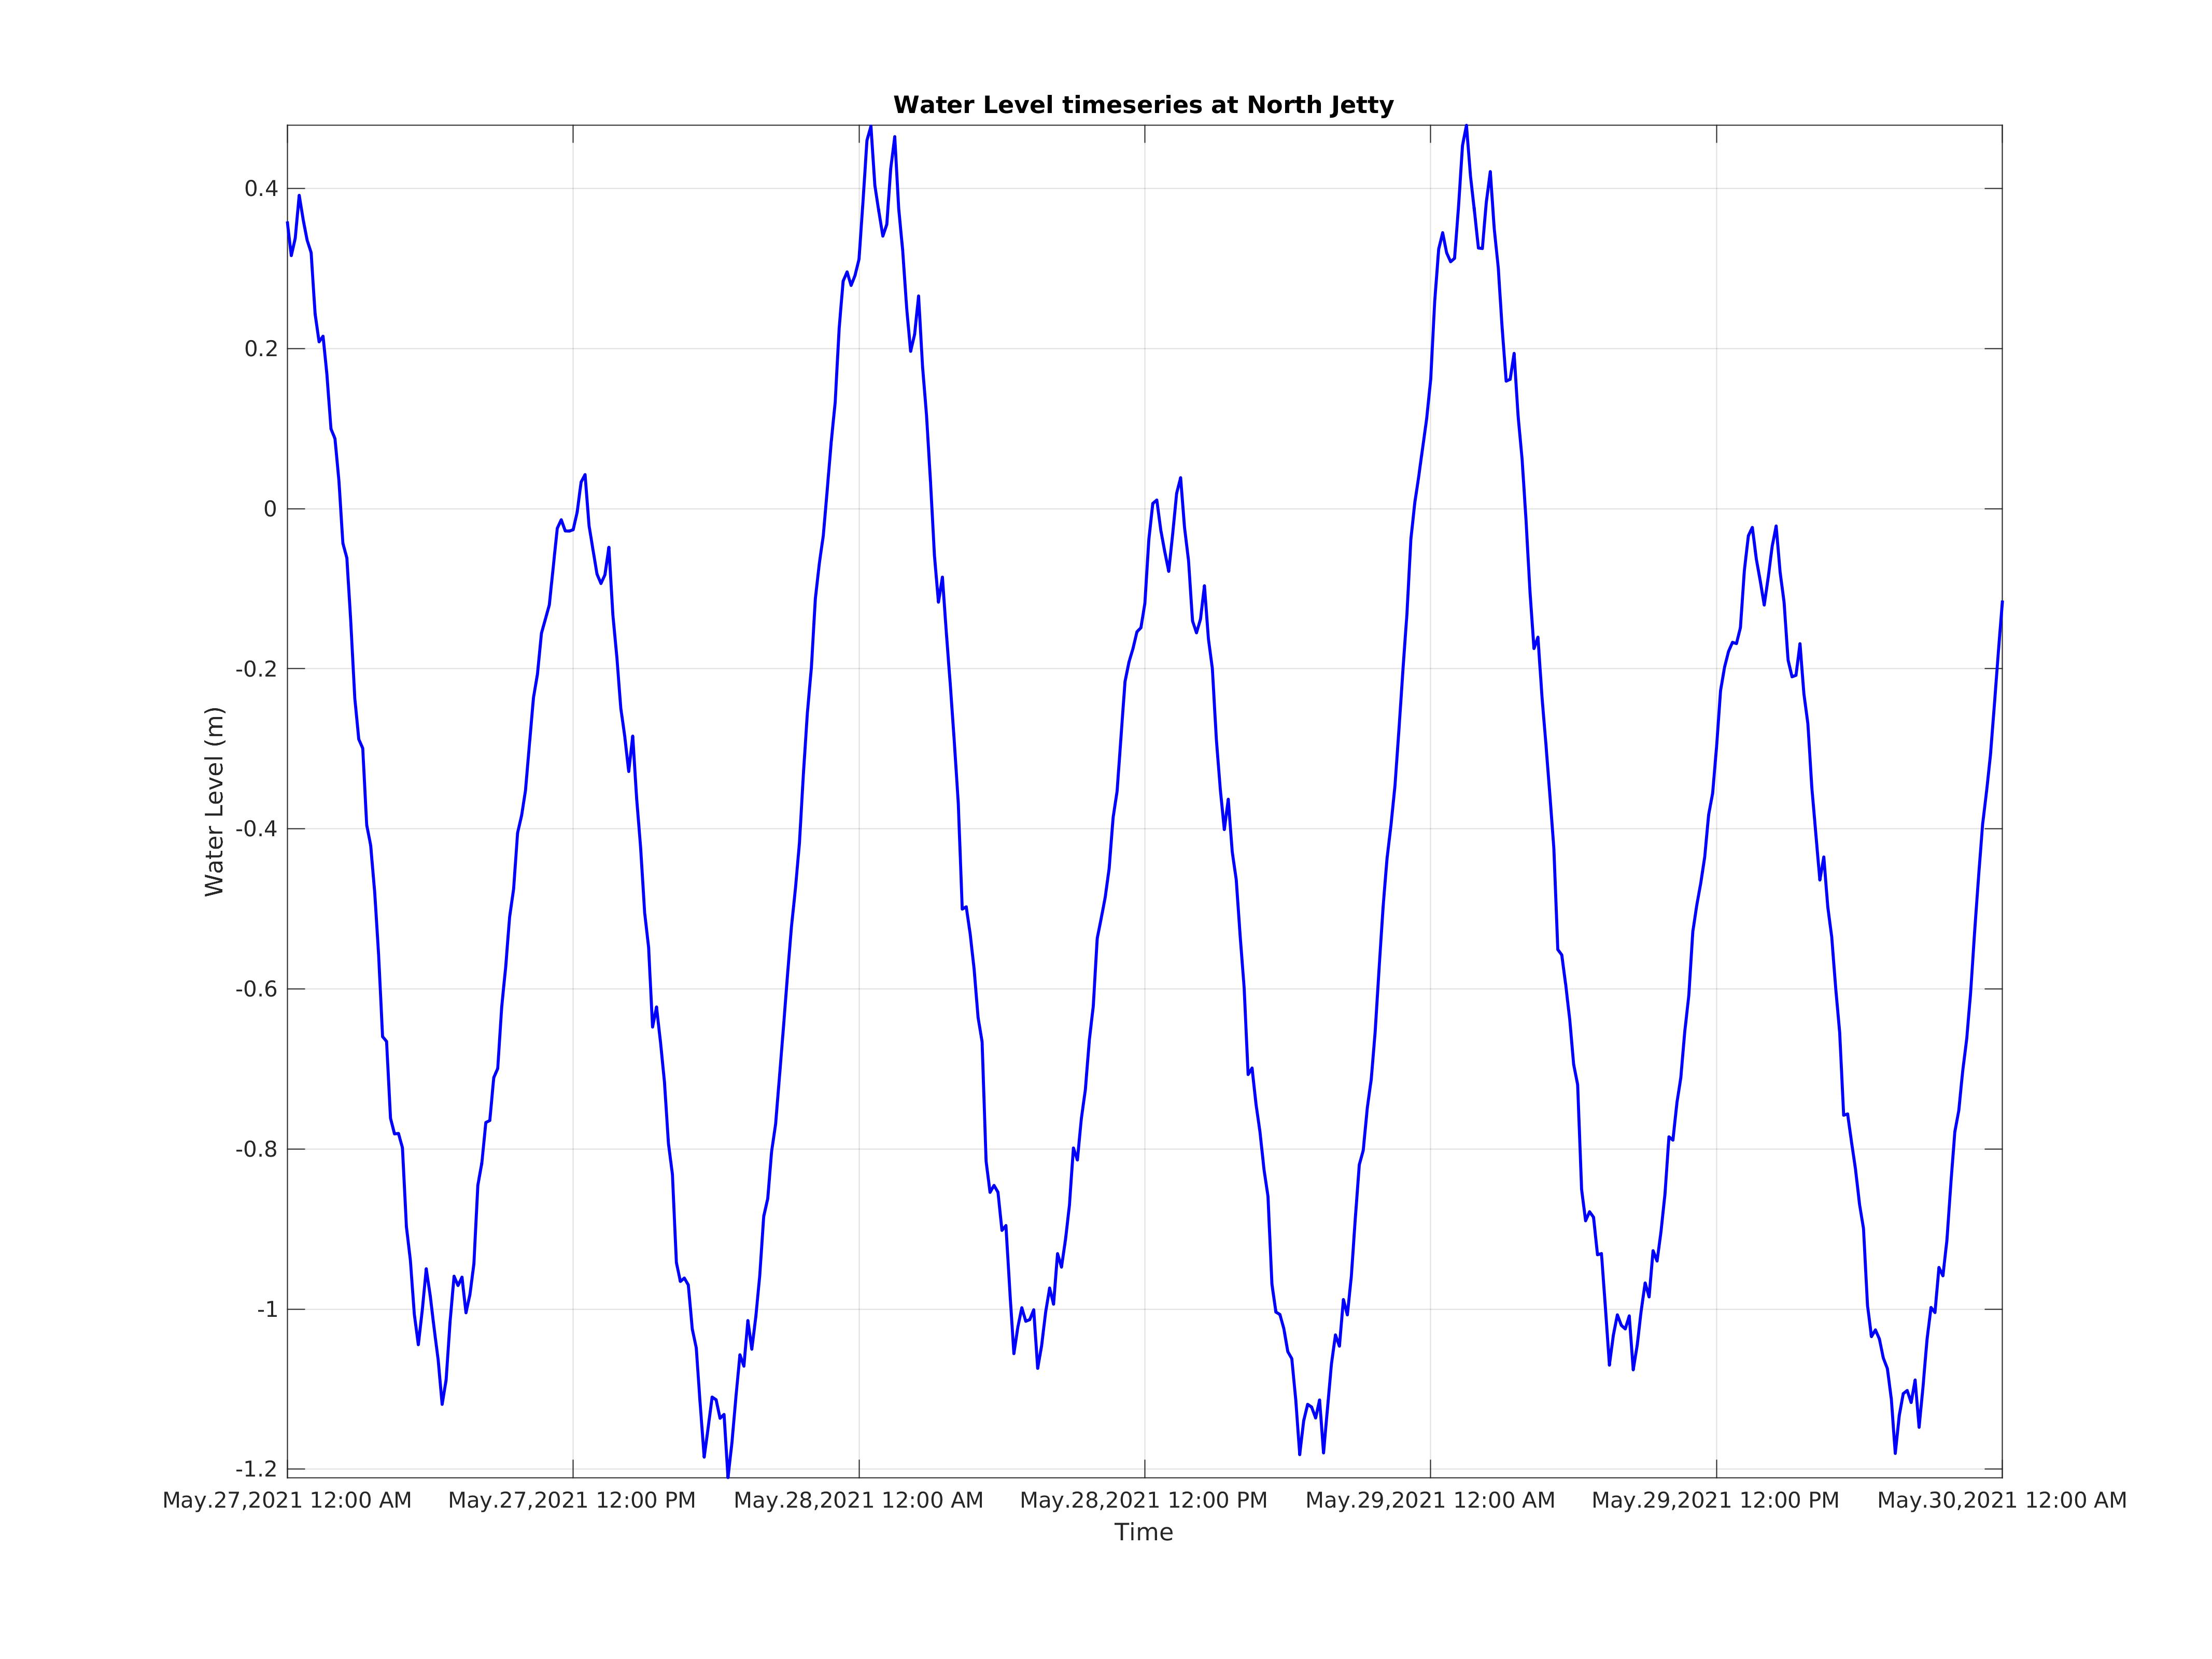 Water Level timeseries at North Jetty
0.4
0.2
0
-0.2
-0.4
-0.6
-0.8
-1
-1.2
Water Level (m)
May.27,2021 12:00 AM May.27,2021 12:00 PM May.28,2021 12:00 AM May.28,2021 12:00 PM May.29,2021 12:00 AM May.29,2021 12:00 PM May.30,2021 12:00 AM
Time